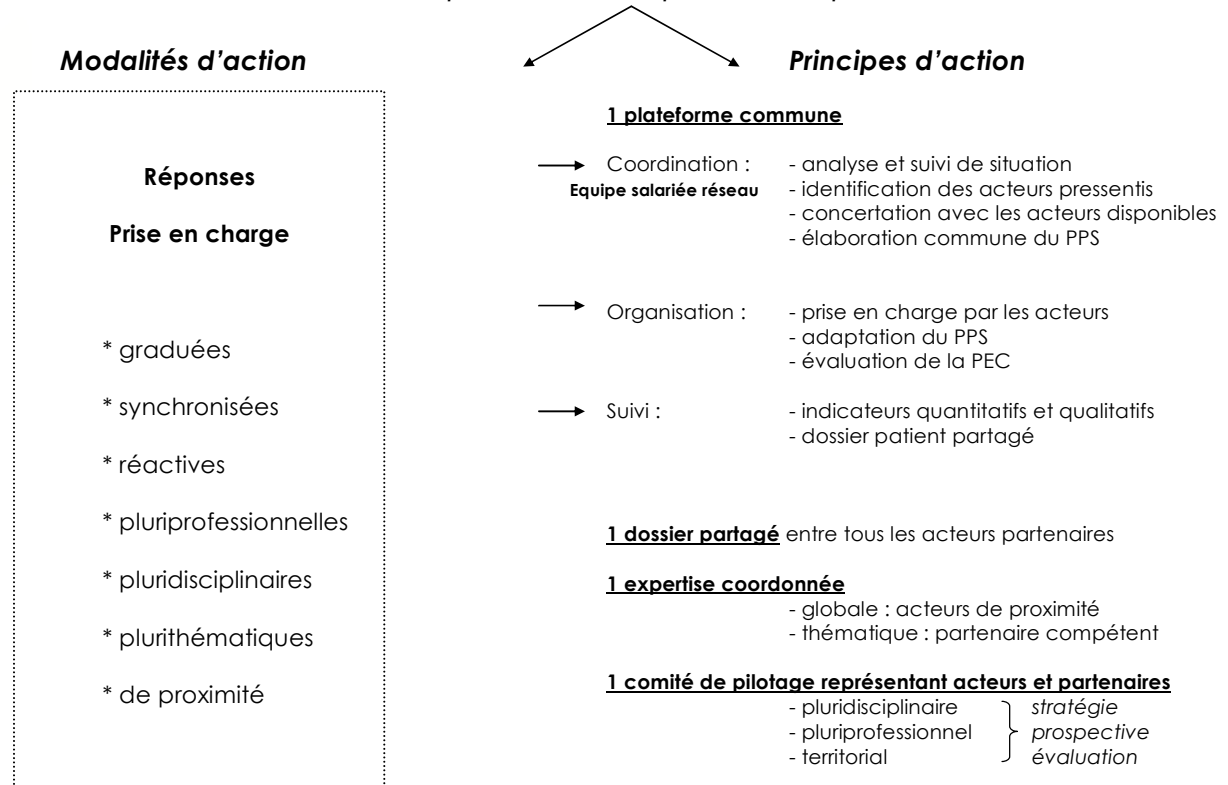 Modalités d'action
Principes d'action
Réponses
Prise en charge
* graduées
* synchronisées
* réactives
* pluriprofessionnelles
* pluridisciplinaires
* plurithématiques
* de proximité
1 plateforme commune
Coordination : - analyse et suivi de situation
Equipe salariée réseau - identification des acteurs pressentis
- concertation avec les acteurs disponibles
- élaboration commune du PPS
Organisation : - prise en charge par les acteurs
- adaptation du PPS
- évaluation de la PEC
Suivi : - indicateurs quantitatifs et qualitatifs
- dossier patient partagé
1 dossier partagé entre tous les acteurs partenaires
1 expertise coordonnée
- globale : acteurs de proximité
- thématique : partenaire compétent
1 comité de pilotage représentant acteurs et partenaires
- pluridisciplinaire stratégie
- pluriprofessionnel prospective
- territorial évaluation